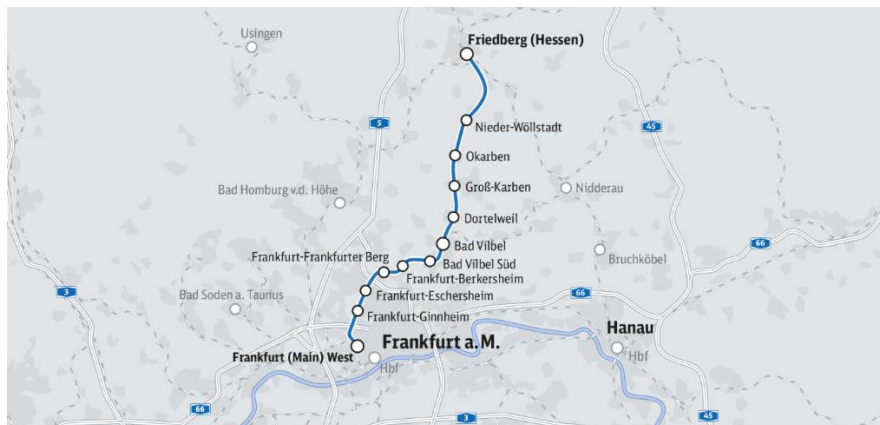 Usingen
Friedberg (Hessen)
5
45
Nieder-Wöllstadt
Okarben
Groß-Karben
Bad Homburg v.d. Höhe
Nidderau
Dortelweil
66
Bad Vilbel
Bruchköbel
Frankfurt-Frankfurter Berg
Bad Vilbel Süd
Frankfurt-Berkersheim
3
Frankfurt-Eschersheim
66
Bad Soden a. Taunus
Frankfurt-Ginnheim
Hanau
Frankfurt a. M.
Frankfurt (Main) West
Hbf
Hbf
66
3
45